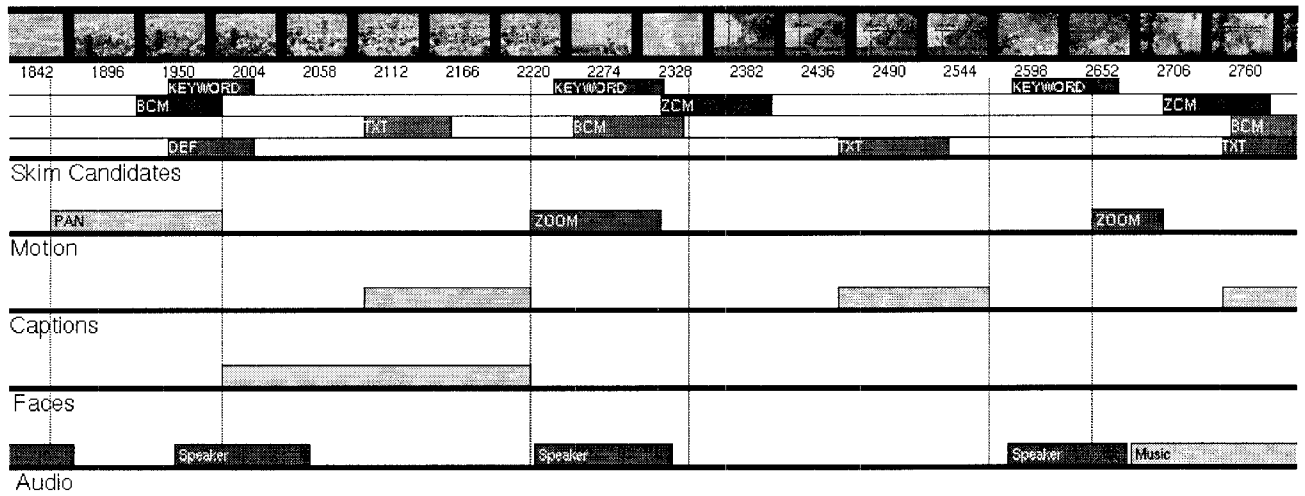 1842 1896 1950 2004 2058 2112 2166 2220 2274 2328 2382 2436 2490 2544 2598 2652 2706 2760
KEYWORD KEYWORD KEYWORD
BCM ZCM ZCM
TXT BCM BCM
DEF TXT TXT
Skim Candidates
PAN ZOOM ZOOM
Motion
Captions
Faces
Speaker Speaker Speaker Music
Audio